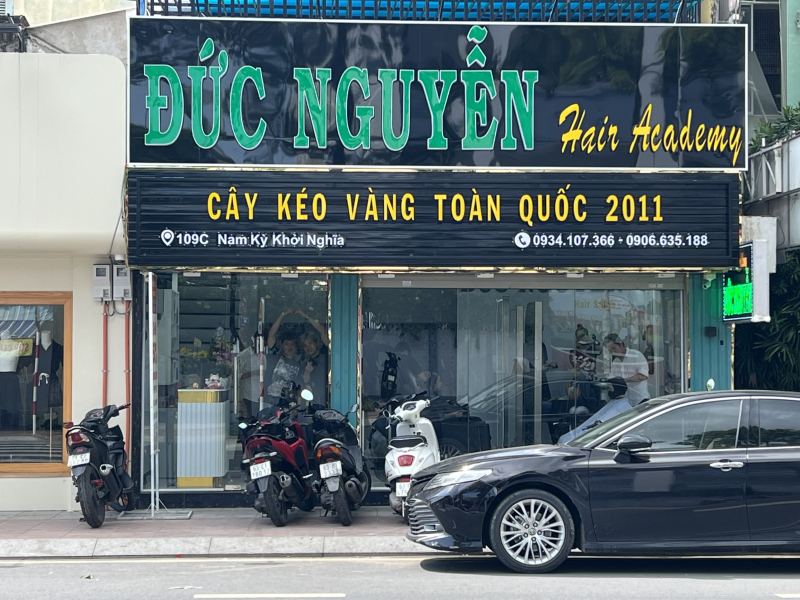 ĐỨC NGUYỄN
Hair Academy
CÂY KÉO VÀNG TOÀN QUỐC 2011
109C Nam Kỳ Khởi Nghĩa
0934.107.366 - 0906.635.188